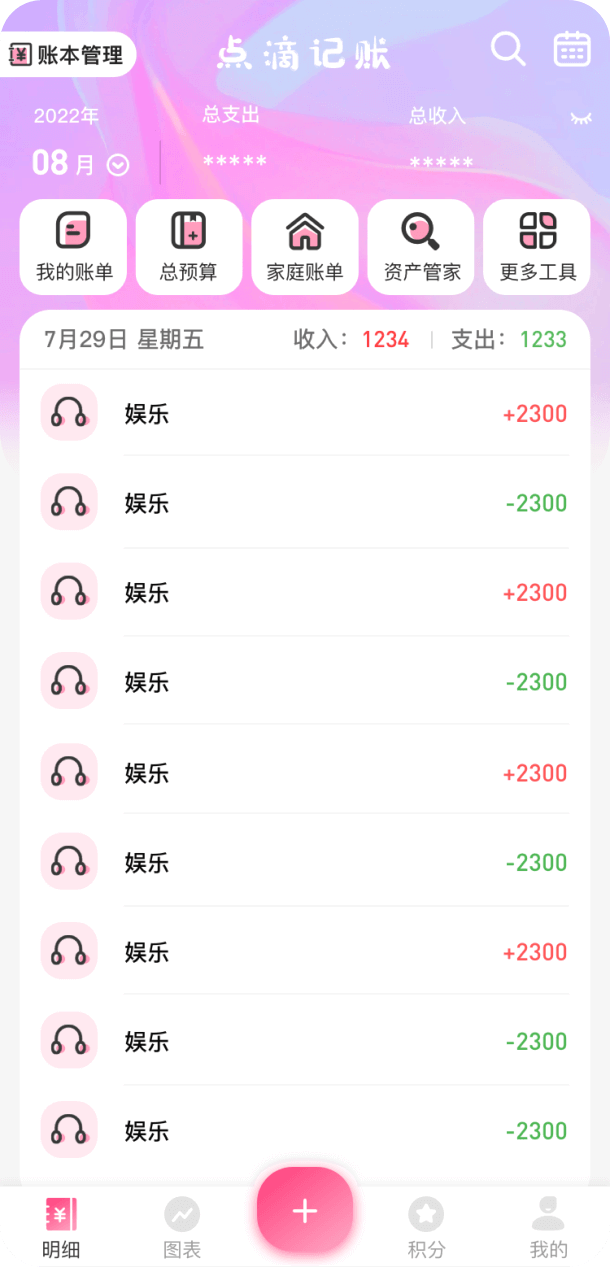 账本管理
点滴记账
2022年 总支出 总收入
08月 ***** *****
我的账单 总预算 家庭账单 资产管家 更多工具
7月29日 星期五 收入：1234 支出：1233
娱乐 +2300
娱乐 -2300
娱乐 +2300
娱乐 -2300
娱乐 +2300
娱乐 -2300
娱乐 +2300
娱乐 -2300
娱乐 -2300
明细 图表 + 积分 我的